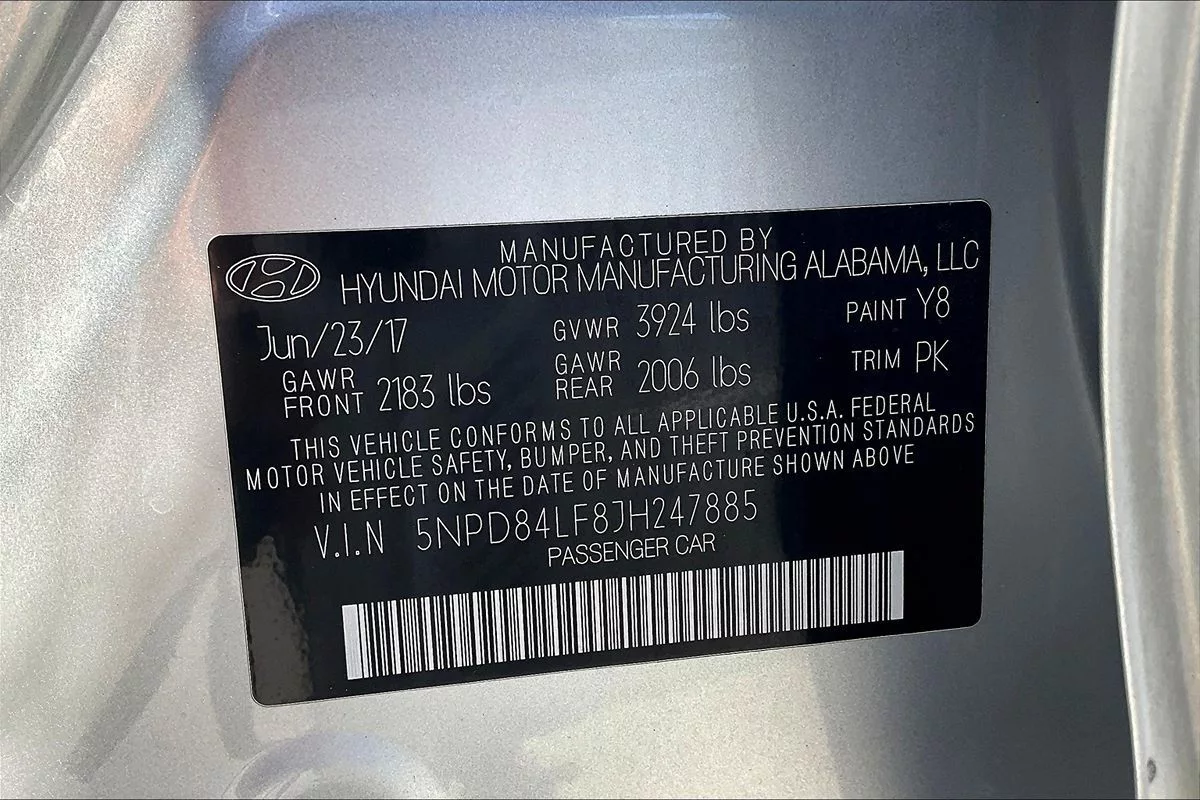 MANUFACTURED BY
HYUNDAI MOTOR MANUFACTURING ALABAMA, LLC
Jun/23/17 GVWR 3924 lbs PAINT Y8
GAWR FRONT 2183 lbs GAWR REAR 2006 lbs TRIM PK
THIS VEHICLE CONFORMS TO ALL APPLICABLE U.S.A. FEDERAL
MOTOR VEHICLE SAFETY, BUMPER, AND THEFT PREVENTION STANDARDS
IN EFFECT ON THE DATE OF MANUFACTURE SHOWN ABOVE
V.I.N 5NPD84LF8JH247885
PASSENGER CAR